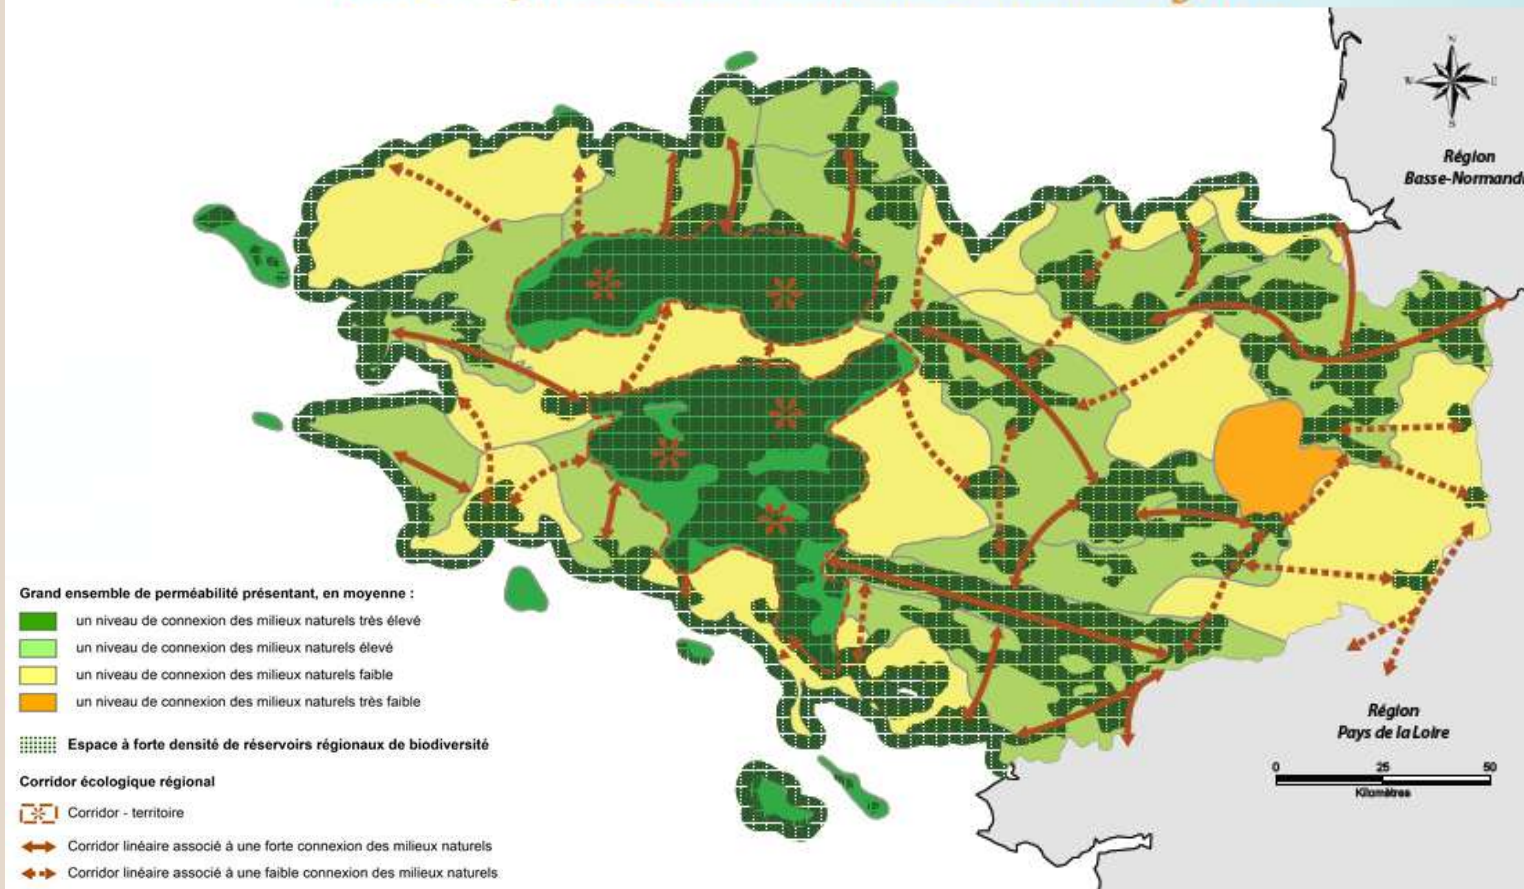 N
W
E
S
Région
Basse-Normand
Grand ensemble de perméabilité présentant, en moyenne :
un niveau de connexion des milieux naturels très élevé
un niveau de connexion des milieux naturels élevé
un niveau de connexion des milieux naturels faible
un niveau de connexion des milieux naturels très faible
Espace à forte densité de réservoirs régionaux de biodiversité
Corridor écologique régional
Corridor - territoire
Corridor linéaire associé à une forte connexion des milieux naturels
Corridor linéaire associé à une faible connexion des milieux naturels
Région
Pays de la Loire
0 25 50
Kilomètres